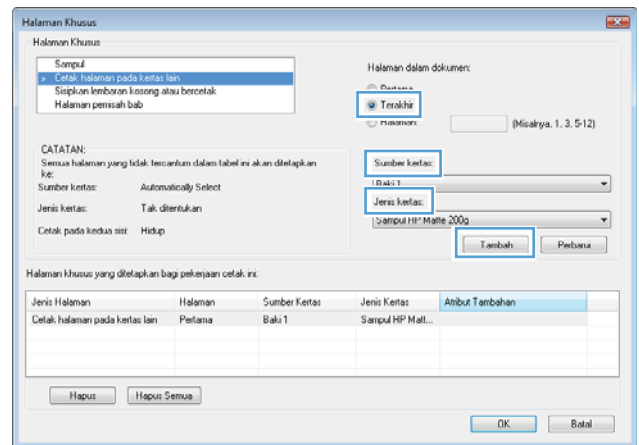 Halaman Khusus
Halaman Khusus
Sampul
> Cetak halaman pada kertas lain
Sisipkan lembaran kosong atau bercetak
Halaman pemisah bab
Halaman dalam dokumen:
Pertama
Terakhir
Halaman:
(Misalnya, 1, 3, 5-12)
CATATAN:
Semua halaman yang tidak tercantum dalam tabel ini akan ditetapkan
ke:
Sumber kertas: Automatically Select
Jenis kertas: Tak ditentukan
Cetak pada kedua sisi: Hidup
Sumber kertas:
Baki 1
Jenis kertas:
Sampul HP Matte 200g
Tambah Perbarui
Halaman khusus yang ditetapkan bagi pekerjaan cetak ini:
Jenis Halaman Halaman Sumber Kertas Jenis Kertas Atribut Tambahan
Cetak halaman pada kertas lain Pertama Baki 1 Sampul HP Matt...
Hapus Hapus Semua
OK Batal